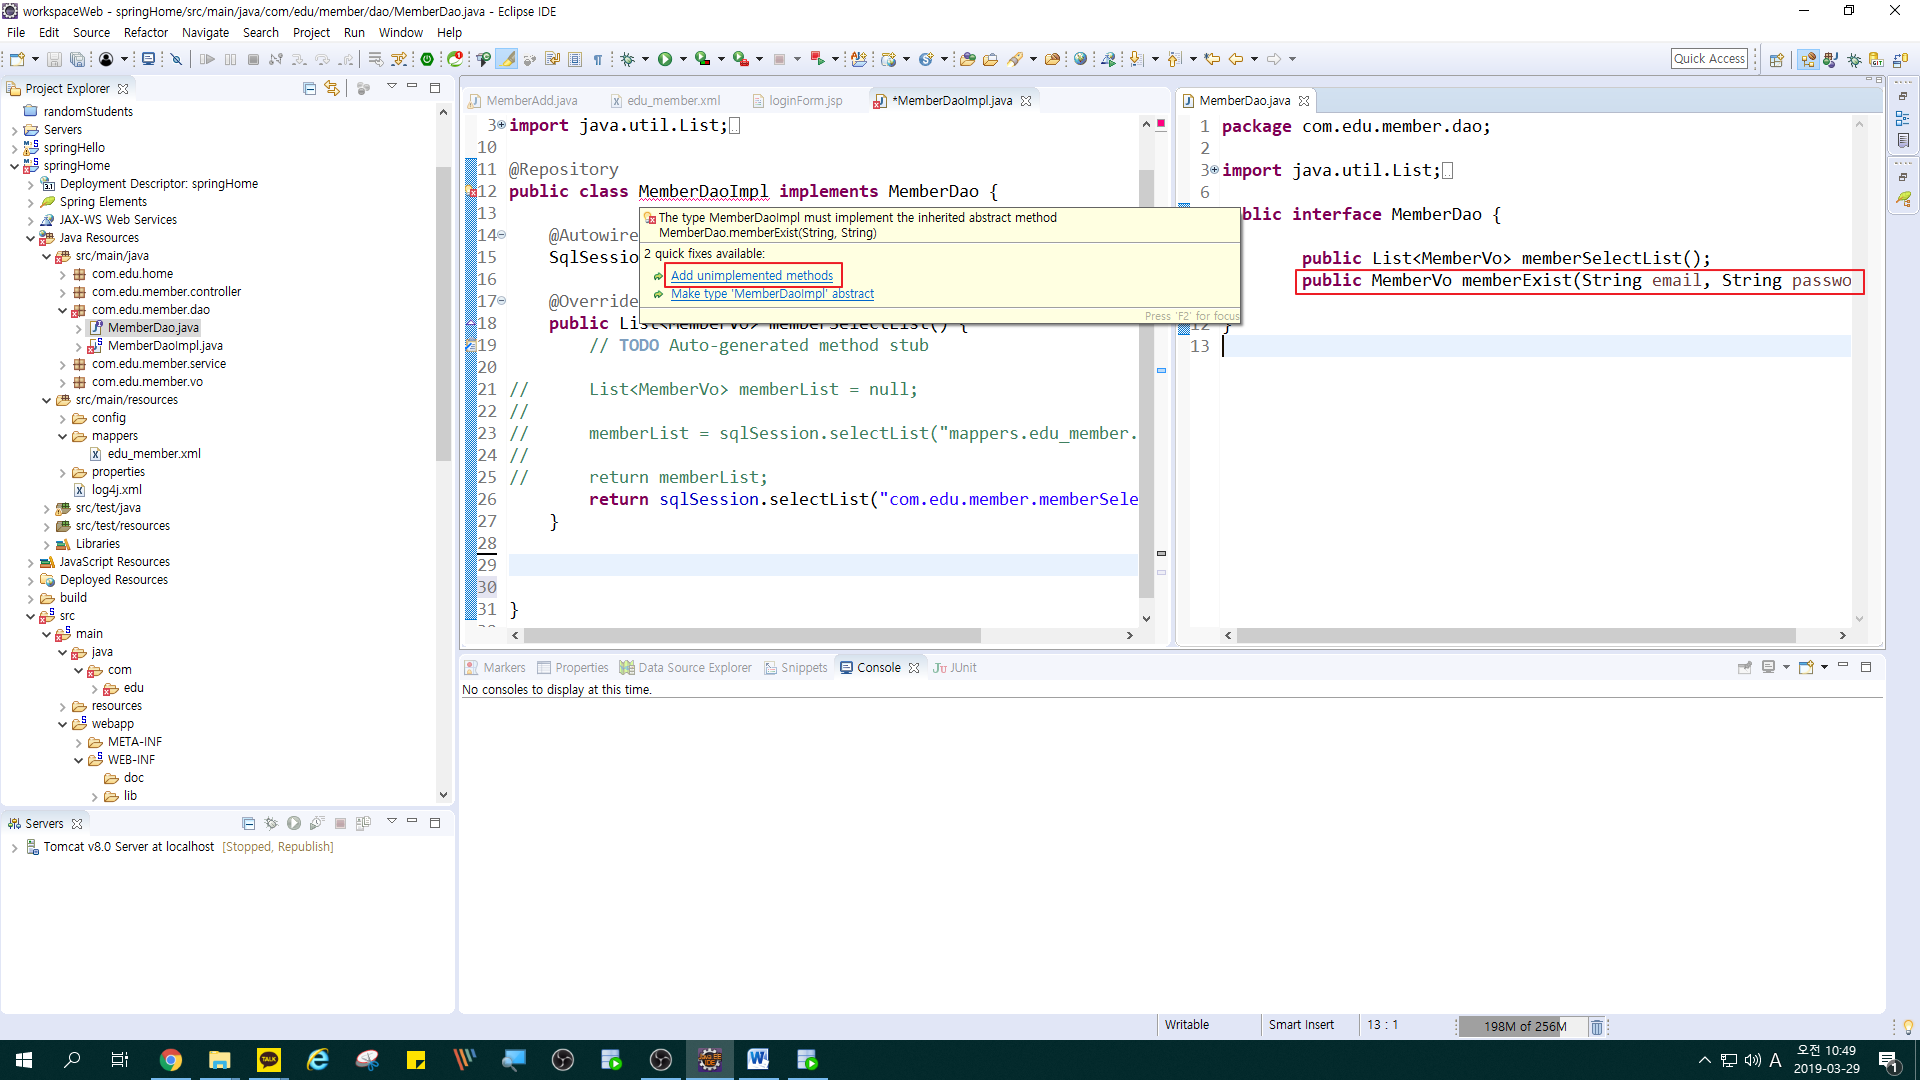 workspaceWeb - springHome/src/main/java/com/edu/member/dao/MemberDao.java - Eclipse IDE
File Edit Source Refactor Navigate Search Project Run Window Help
Quick Access
Project Explorer
randomStudents
Servers
springHello
springHome
Deployment Descriptor: springHome
Spring Elements
JAX-WS Web Services
Java Resources
src/main/java
com.edu.home
com.edu.member.controller
com.edu.member.dao
MemberDao.java
MemberDaoImpl.java
com.edu.member.service
com.edu.member.vo
src/main/resources
config
mappers
edu_member.xml
properties
log4j.xml
src/test/java
src/test/resources
Libraries
JavaScript Resources
Deployed Resources
build
src
main
java
com
edu
resources
webapp
META-INF
WEB-INF
doc
lib
Servers
Tomcat v8.0 Server at localhost [Stopped, Republish]
MemberAdd.java edu_member.xml loginForm.jsp *MemberDaoImpl.java
3 import java.util.List;
10
11 @Repository
12 public class MemberDaoImpl implements MemberDao {
13
14 @Autowire
15 SqlSessio
16
17 @Override
18 public List<MemberVo> memberSelectList() {
19 // TODO Auto-generated method stub
20
21 // List<MemberVo> memberList = null;
22 //
23 // memberList = sqlSession.selectList("mappers.edu_member.
24 //
25 // return memberList;
26 return sqlSession.selectList("com.edu.member.memberSele
27 }
28
29
30
31 }
The type MemberDaoImpl must implement the inherited abstract method
MemberDao.memberExist(String, String)
2 quick fixes available:
Add unimplemented methods
Make type 'MemberDaoImpl' abstract
Press 'F2' for focus
MemberDao.java
1 package com.edu.member.dao;
2
3 import java.util.List;
6
blic interface MemberDao {
public List<MemberVo> memberSelectList();
public MemberVo memberExist(String email, String passwo
12 }
13
Markers Properties Data Source Explorer Snippets Console JUnit
No consoles to display at this time.
Writable Smart Insert 13 : 1 198M of 256M
TALK
A
오전 10:49
2019-03-29
1